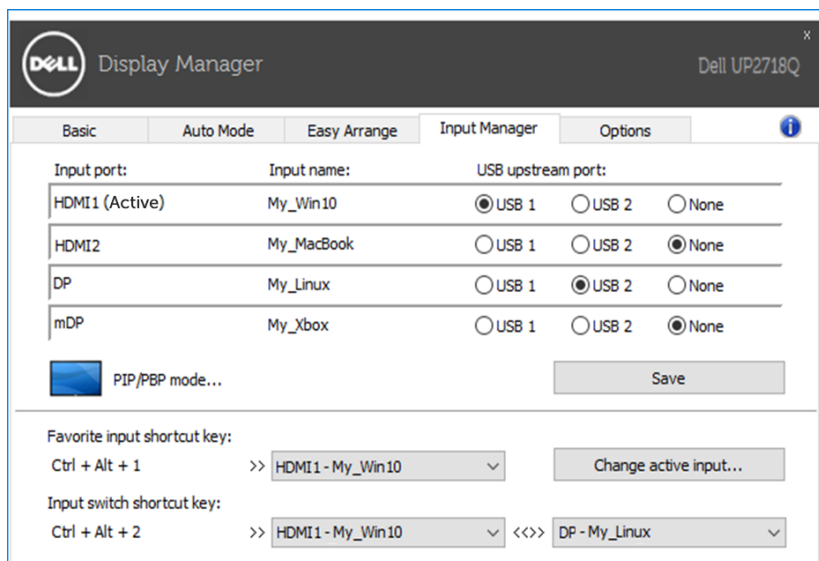 x
DELL Display Manager Dell UP2718Q
Basic Auto Mode Easy Arrange Input Manager Options i
Input port: Input name: USB upstream port:
HDMI1 (Active) My_Win10 USB 1 USB 2 None
HDMI2 My_MacBook USB 1 USB 2 None
DP My_Linux USB 1 USB 2 None
mDP My_Xbox USB 1 USB 2 None
PIP/PBP mode... Save
Favorite input shortcut key:
Ctrl + Alt + 1 >> HDMI1 - My_Win10 Change active input...
Input switch shortcut key:
Ctrl + Alt + 2 >> HDMI1 - My_Win10 <<>> DP - My_Linux